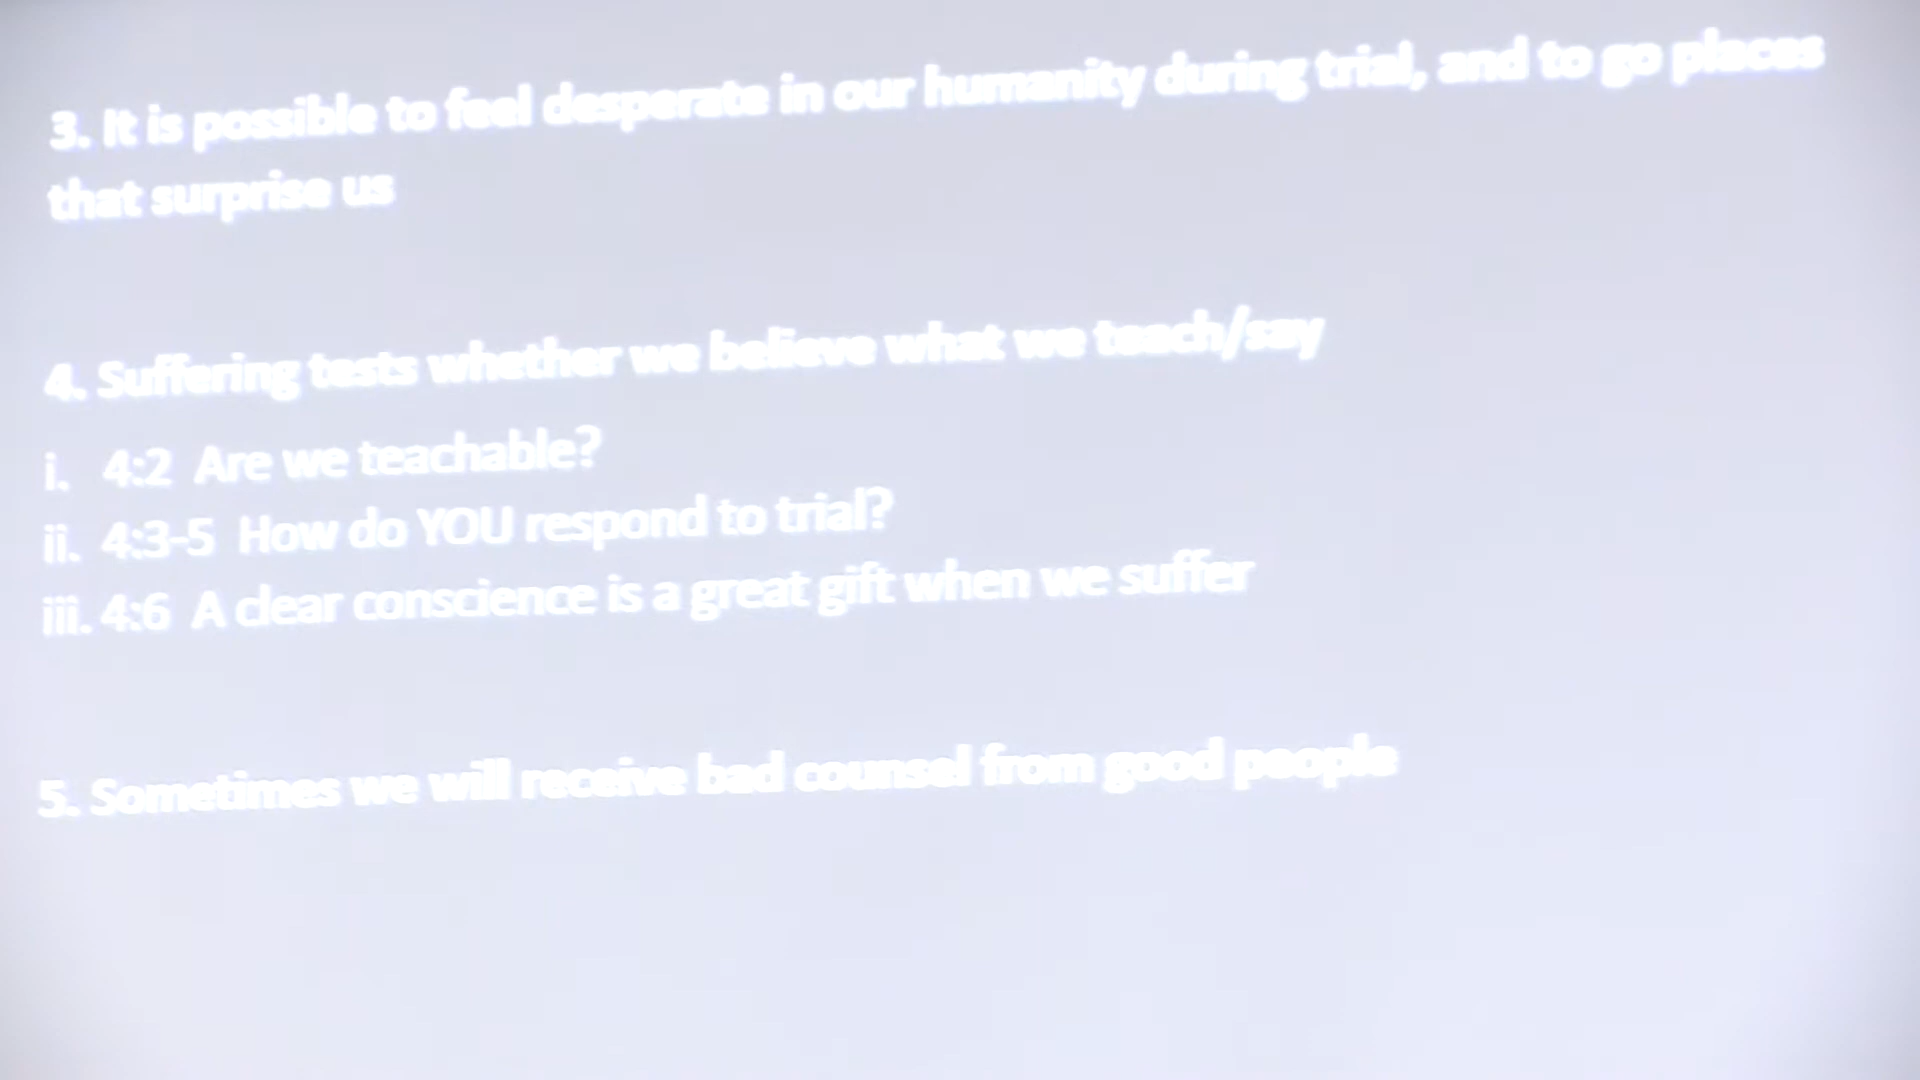 3. It is possible to feel desperate in our humanity during trial, and to go places
that surprise us
4. Suffering tests whether we believe what we teach/say
i. 4:2 Are we teachable?
ii. 4:3-5 How do YOU respond to trial?
iii. 4:6 A clear conscience is a great gift when we suffer
5. Sometimes we will receive bad counsel from good people